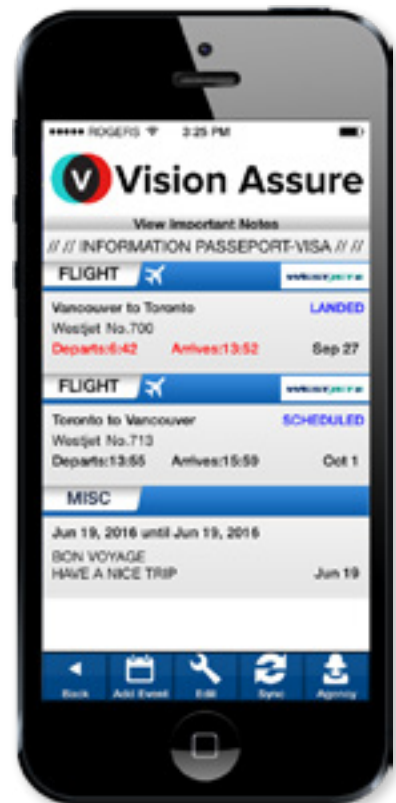 ROGERS 3:25 PM
V Vision Assure
View Important Notes
// // INFORMATION PASSEPORT-VISA // //
FLIGHT WESTJET
Vancouver to Toronto LANDED
Westjet No.700
Departs:6:42 Arrives:13:52 Sep 27
FLIGHT WESTJET
Toronto to Vancouver SCHEDULED
Westjet No.713
Departs:13:55 Arrives:15:59 Oct 1
MISC
Jun 19, 2016 until Jun 19, 2016
BON VOYAGE
HAVE A NICE TRIP Jun 19
Back Add Event Edit Sync Agency